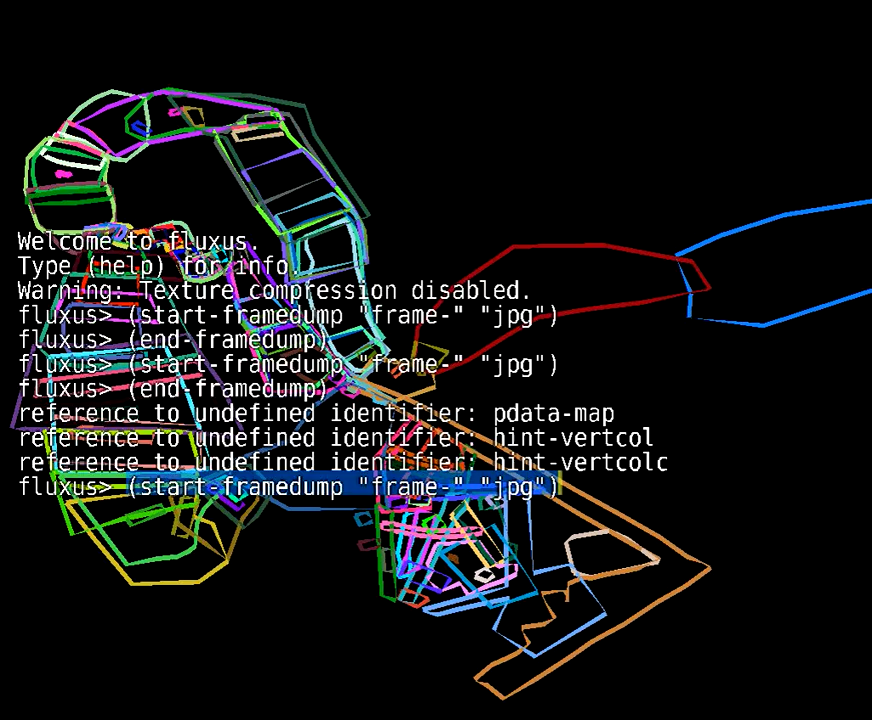 Welcome to fluxus.
Type (help) for info.
Warning: Texture compression disabled.
fluxus> (start-framedump "frame-" "jpg")
fluxus> (end-framedump)
fluxus> (start-framedump "frame-" "jpg")
fluxus> (end-framedump)
reference to undefined identifier: pdata-map
reference to undefined identifier: hint-vertcol
reference to undefined identifier: hint-vertcolc
fluxus> (start-framedump "frame-" "jpg")